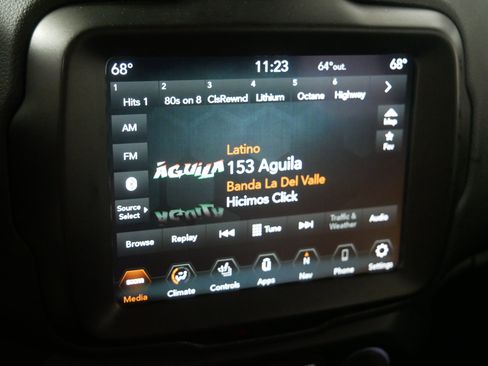 68° 11:23 64°out. 68°
1 2 3 4 5 6
Hits 1 80s on 8 ClsRewnd Lithium Octane Highway
AM
FM
Source
Select
Map
Fav
ÁGUILA
Latino
153 Aguila
Banda La Del Valle
Hicimos Click
Browse Replay Tune Traffic & Weather Audio
Media Climate Controls Apps Nav Phone Settings